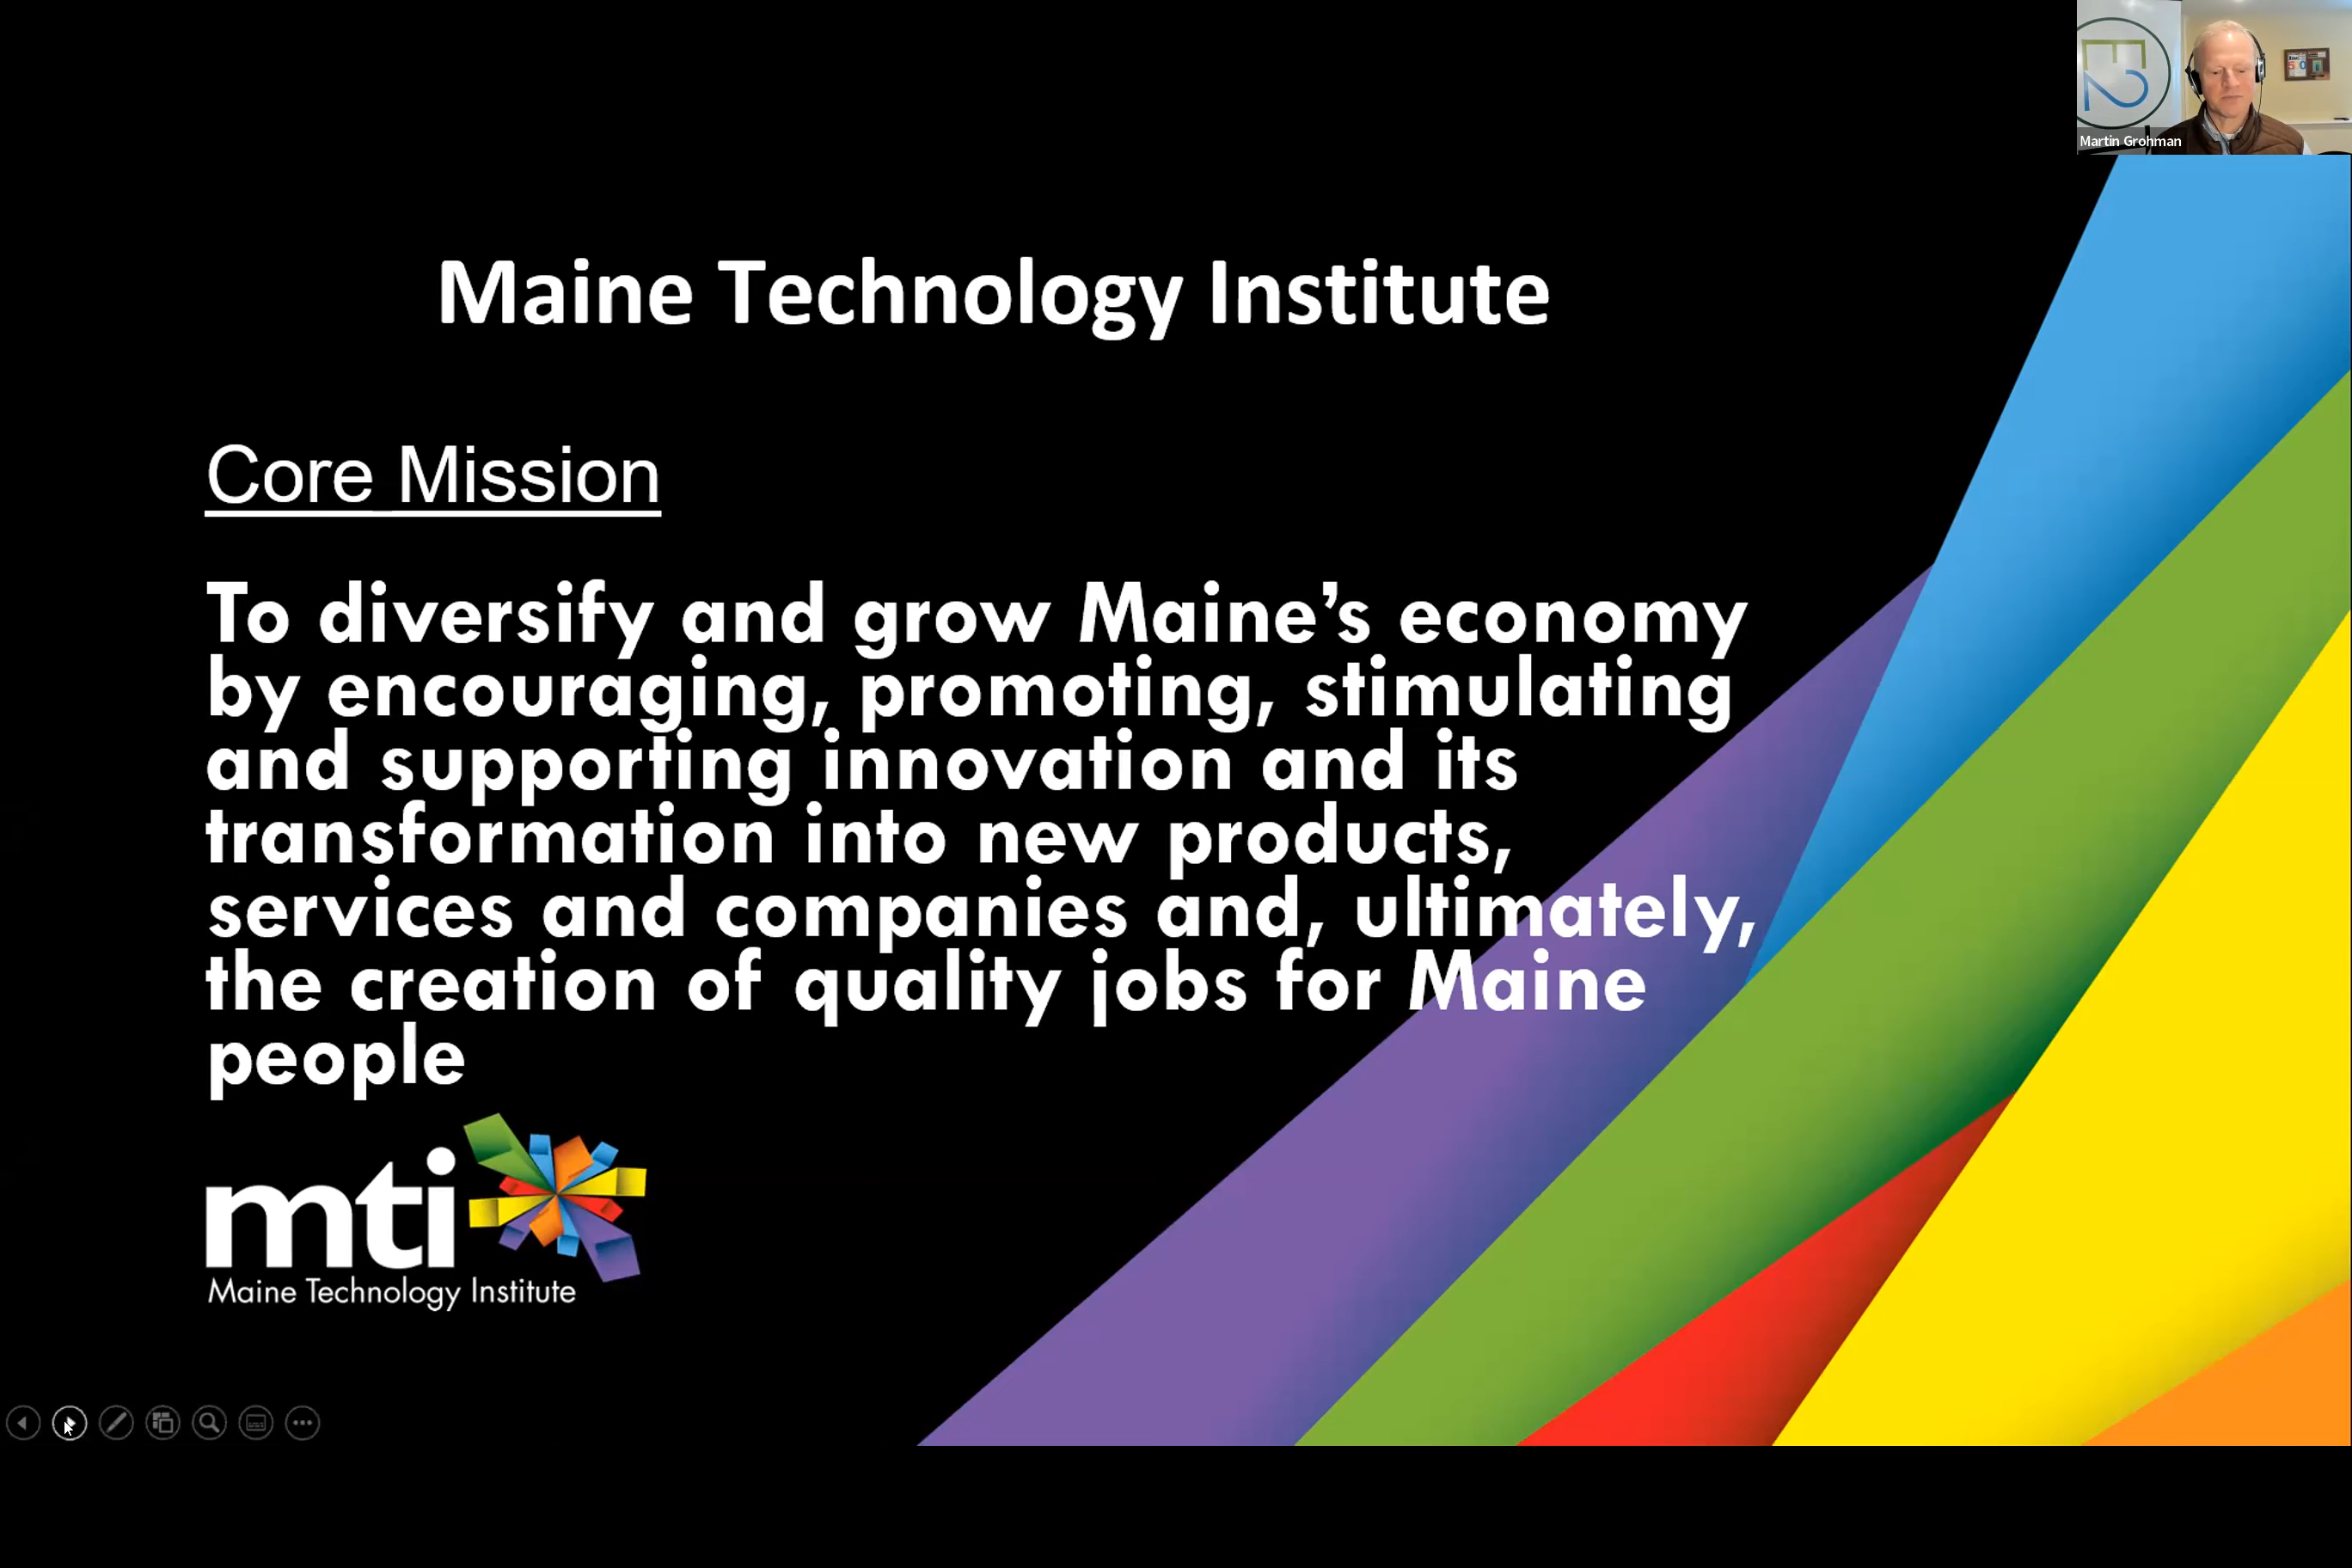 Martin Grohman
Maine Technology Institute
Core Mission
To diversify and grow Maine’s economy
by encouraging, promoting, stimulating
and supporting innovation and its
transformation into new products,
services and companies and, ultimately,
the creation of quality jobs for Maine
people
mti
Maine Technology Institute